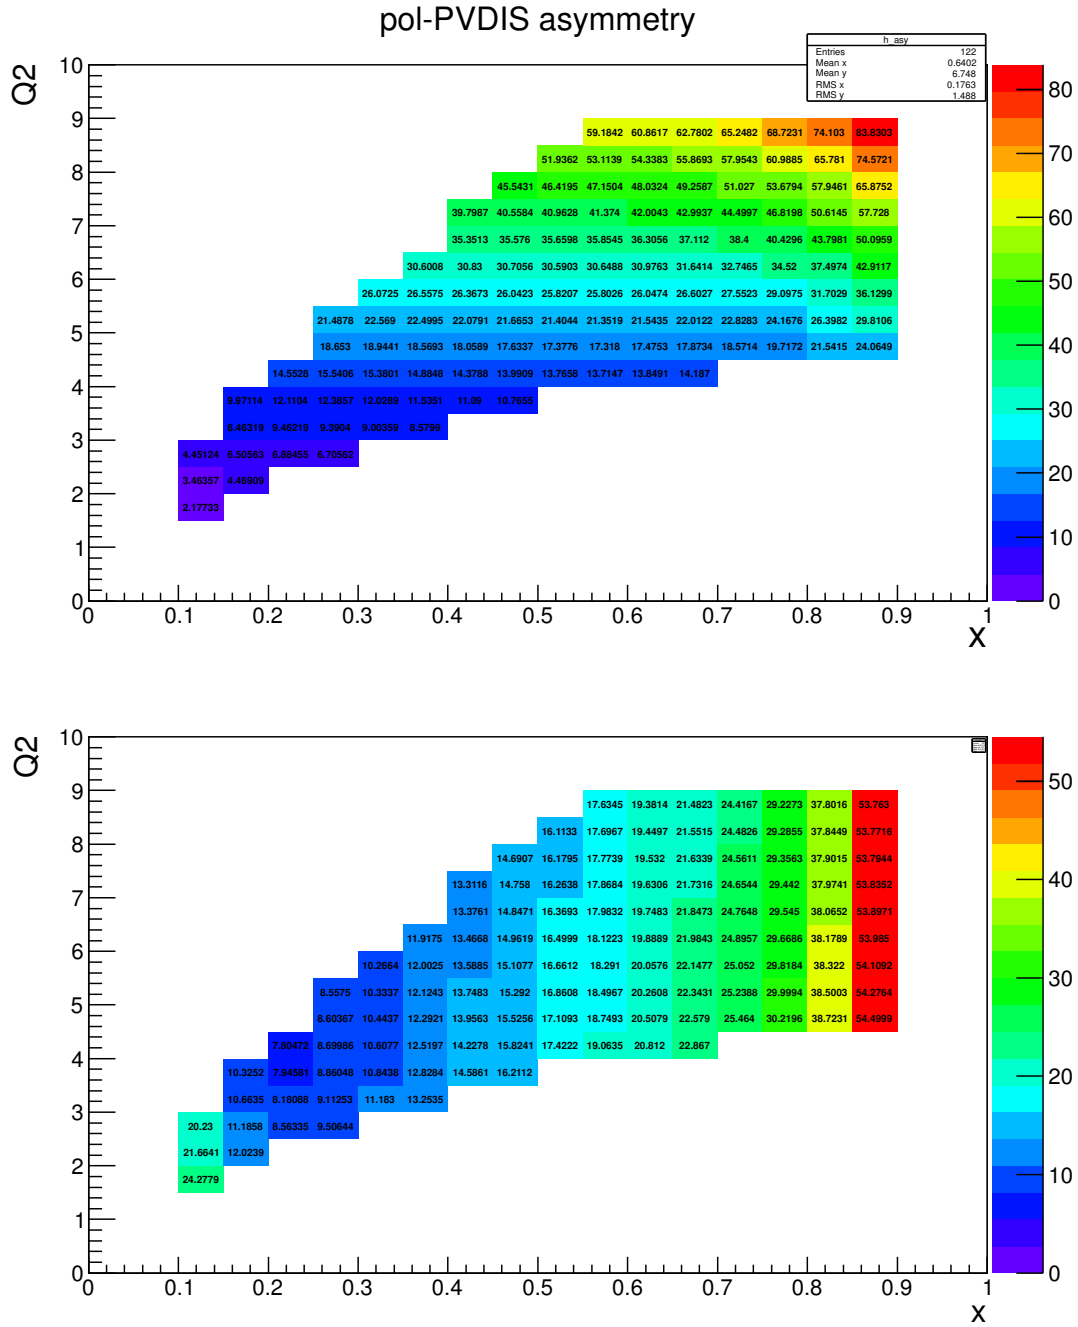 pol-PVDIS asymmetry
h_asy
Entries 122
Mean x 0.6402
Mean y 6.748
RMS x 0.1763
RMS y 1.488
Q2
10
9
8
7
6
5
4
3
2
1
0
59.1842 60.8617 62.7802 65.2482 68.7231 74.103 83.8303
51.9362 53.1139 54.3383 55.8693 57.9543 60.9885 65.781 74.5721
45.5431 46.4195 47.1504 48.0324 49.2587 51.027 53.6794 57.9461 65.8752
39.7987 40.5584 40.9628 41.374 42.0043 42.9937 44.4997 46.8198 50.6145 57.728
35.3513 35.576 35.6598 35.8545 36.3056 37.112 38.4 40.4296 43.7981 50.0959
30.6008 30.83 30.7056 30.5903 30.6488 30.9763 31.6414 32.7465 34.52 37.4974 42.9117
26.0725 26.5575 26.3673 26.0423 25.8207 25.8026 26.0474 26.6027 27.5523 29.0975 31.7029 36.1299
21.4878 22.569 22.4995 22.0791 21.6653 21.4044 21.3519 21.5435 22.0122 22.8283 24.1676 26.3982 29.8106
18.653 18.9441 18.5693 18.0589 17.6337 17.3776 17.318 17.4753 17.8734 18.5714 19.7172 21.5415 24.0649
14.5528 15.5406 15.3801 14.8848 14.3788 13.9909 13.7658 13.7147 13.8491 14.187
9.97114 12.1104 12.3857 12.0289 11.5351 11.09 10.7655
8.46319 9.46219 9.3904 9.00359 8.5799
4.45124 6.50563 6.88455 6.70562
3.46357 4.46909
2.17733
0 0.1 0.2 0.3 0.4 0.5 0.6 0.7 0.8 0.9 1
x
80
70
60
50
40
30
20
10
0
Q2
10
9
8
7
6
5
4
3
2
1
0
17.6345 19.3814 21.4823 24.4167 29.2273 37.8016 53.763
16.1133 17.6967 19.4497 21.5515 24.4826 29.2855 37.8449 53.7716
14.6907 16.1795 17.7739 19.532 21.6339 24.5611 29.3563 37.9015 53.7944
13.3116 14.758 16.2638 17.8684 19.6306 21.7316 24.6544 29.442 37.9741 53.8352
13.3761 14.8471 16.3693 17.9832 19.7483 21.8473 24.7648 29.545 38.0652 53.8971
11.9175 13.4668 14.9619 16.4999 18.1223 19.8889 21.9843 24.8957 29.6686 38.1789 53.985
10.2664 12.0025 13.5885 15.1077 16.6612 18.291 20.0576 22.1477 25.052 29.8184 38.322 54.1092
8.5575 10.3337 12.1243 13.7483 15.292 16.8608 18.4967 20.2608 22.3431 25.2388 29.9994 38.5003 54.2764
8.60367 10.4437 12.2921 13.9563 15.5256 17.1093 18.7493 20.5079 22.579 25.464 30.2196 38.7231 54.4999
7.80472 8.69986 10.6077 12.5197 14.2278 15.8241 17.4222 19.0635 20.812 22.867
10.3252 7.94581 8.86048 10.8438 12.8284 14.5861 16.2112
10.6635 8.18088 9.11253 11.183 13.2535
20.23 11.1858 8.56335 9.50644
21.6641 12.0239
24.2779
0 0.1 0.2 0.3 0.4 0.5 0.6 0.7 0.8 0.9 1
x
50
40
30
20
10
0